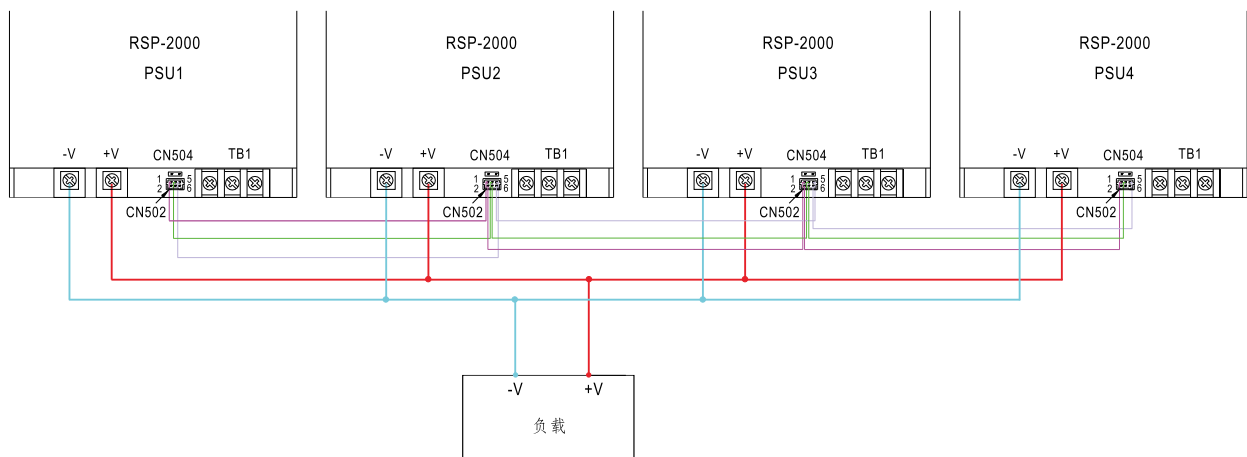 RSP-2000
PSU1
-V +V CN504 TB1
1 5
2 6
CN502
RSP-2000
PSU2
-V +V CN504 TB1
1 5
2 6
CN502
RSP-2000
PSU3
-V +V CN504 TB1
1 5
2 6
CN502
RSP-2000
PSU4
-V +V CN504 TB1
1 5
2 6
CN502
-V +V
负载